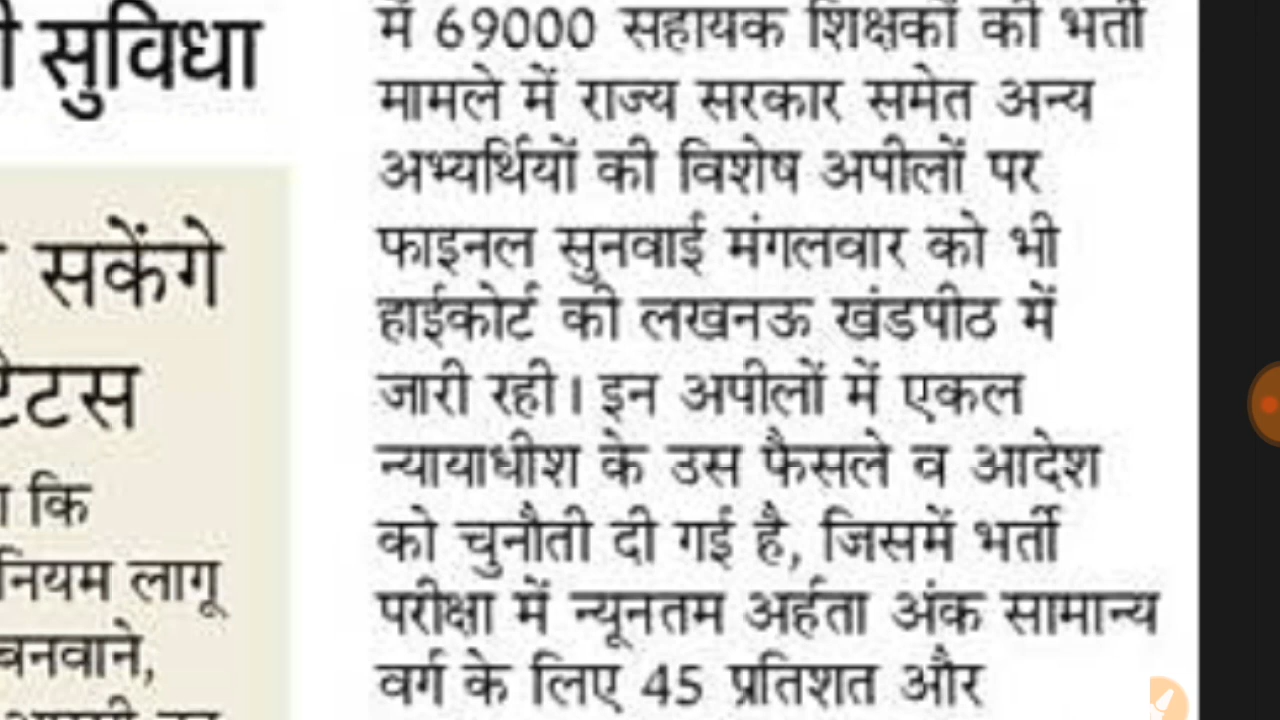 सुविधा
सकेंगे
टेटस
कि
नियम लागू
बनवाने,
में 69000 सहायक शिक्षकों की भर्ती
मामले में राज्य सरकार समेत अन्य
अभ्यर्थियों की विशेष अपीलों पर
फाइनल सुनवाई मंगलवार को भी
हाईकोर्ट की लखनऊ खंडपीठ में
जारी रही। इन अपीलों में एकल
न्यायाधीश के उस फैसले व आदेश
को चुनौती दी गई है, जिसमें भर्ती
परीक्षा में न्यूनतम अर्हता अंक सामान्य
वर्ग के लिए 45 प्रतिशत और